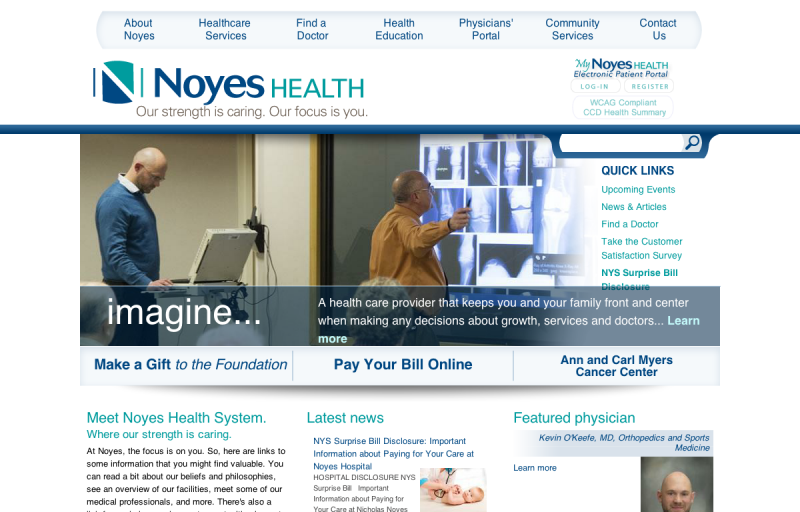 About Noyes
Healthcare Services
Find a Doctor
Health Education
Physicians' Portal
Community Services
Contact Us
Noyes HEALTH
Our strength is caring. Our focus is you.
My Noyes HEALTH
Electronic Patient Portal
LOG-IN
REGISTER
WCAG Compliant
CCD Health Summary
QUICK LINKS
Upcoming Events
News & Articles
Find a Doctor
Take the Customer
Satisfaction Survey
NYS Surprise Bill
Disclosure
imagine...
A health care provider that keeps you and your family front and center
when making any decisions about growth, services and doctors... Learn
more
Make a Gift to the Foundation
Pay Your Bill Online
Ann and Carl Myers
Cancer Center
Meet Noyes Health System.
Where our strength is caring.
At Noyes, the focus is on you. So, here are links to
some information that you might find valuable. You
can read a bit about our beliefs and philosophies,
see an overview of our facilities, meet some of our
medical professionals, and more. There's also a
Latest news
NYS Surprise Bill Disclosure: Important
Information about Paying for Your Care at
Noyes Hospital
HOSPITAL DISCLOSURE NYS
Surprise Bill Important
Information about Paying for
Your Care at Nicholas Noyes
Featured physician
Kevin O'Keefe, MD, Orthopedics and Sports
Medicine
Learn more